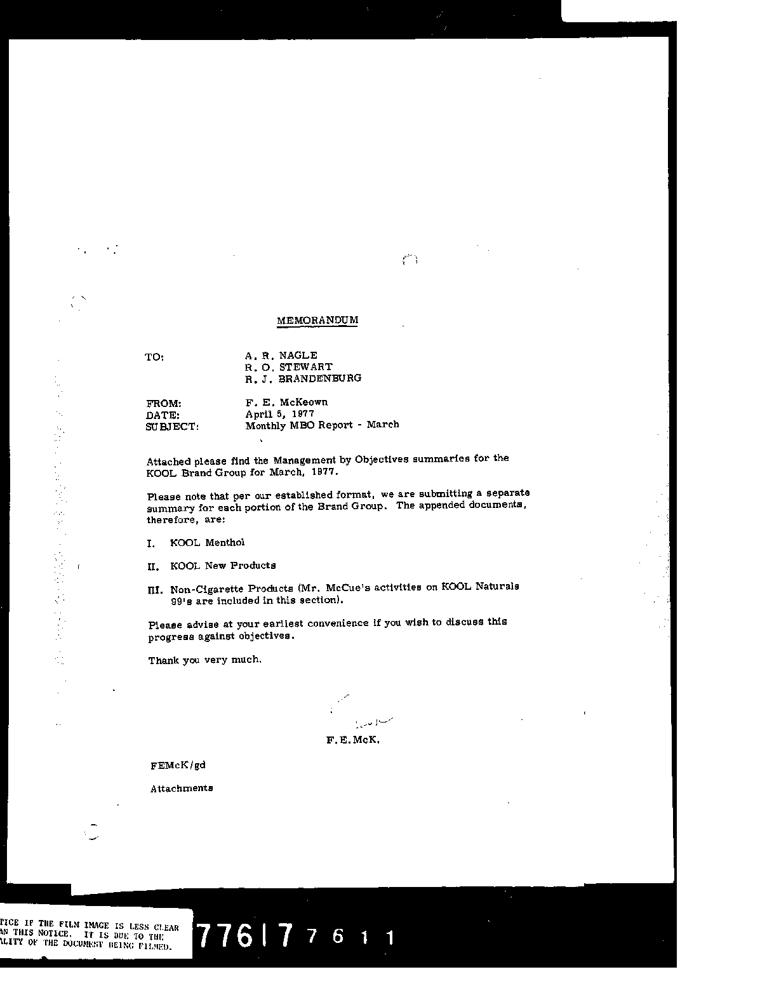 MEMORANDUM
TO: A. R. NAGLE
R. O. STEWART
R. J. BRANDENBURG
FROM: F. E. McKeown
DATE: April 5, 1977
SUBJECT: Monthly MBO Report - March
Attached please find the Management by Objectives summaries for the
KOOL Brand Group for March, 1977.
Please note that per our established format, we are submitting a separate
summary for each portion of the Brand Group. The appended documents,
therefore, are:
I. KOOL Menthol
II. KOOL New Products
III. Non-Cigarette Products (Mr. McCue's activities on KOOL Naturals
99's are included in this section).
Please advise at your earliest convenience if you wish to discuss this
progress against objectives.
Thank you very much.
F.E.McK.
FEMcK/gd
Attachments
TICE IF THE FILM IMAGE IS LESS CLEAR
AN THIS NOTICE. IT IS DUE TO THE
ALITY OF THE DOCUMENT BEING FILMED.
77617 7611